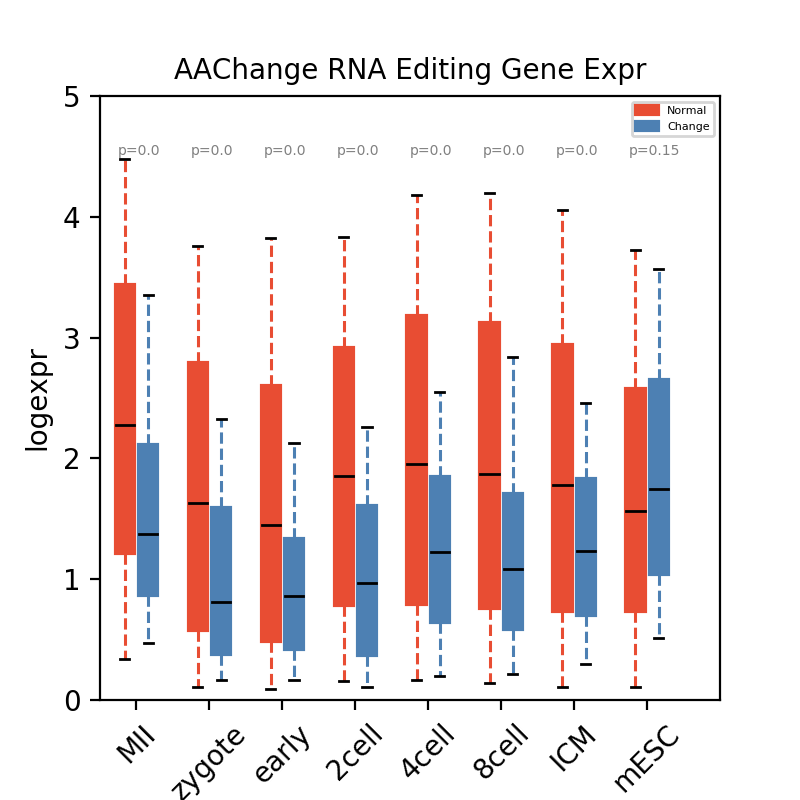 AAChange RNA Editing Gene Expr
Normal
Change
p=0.0 p=0.0 p=0.0 p=0.0 p=0.0 p=0.0 p=0.0 p=0.15
5
4
3
2
1
0
logexpr
MII zygote early 2cell 4cell 8cell ICM mESC